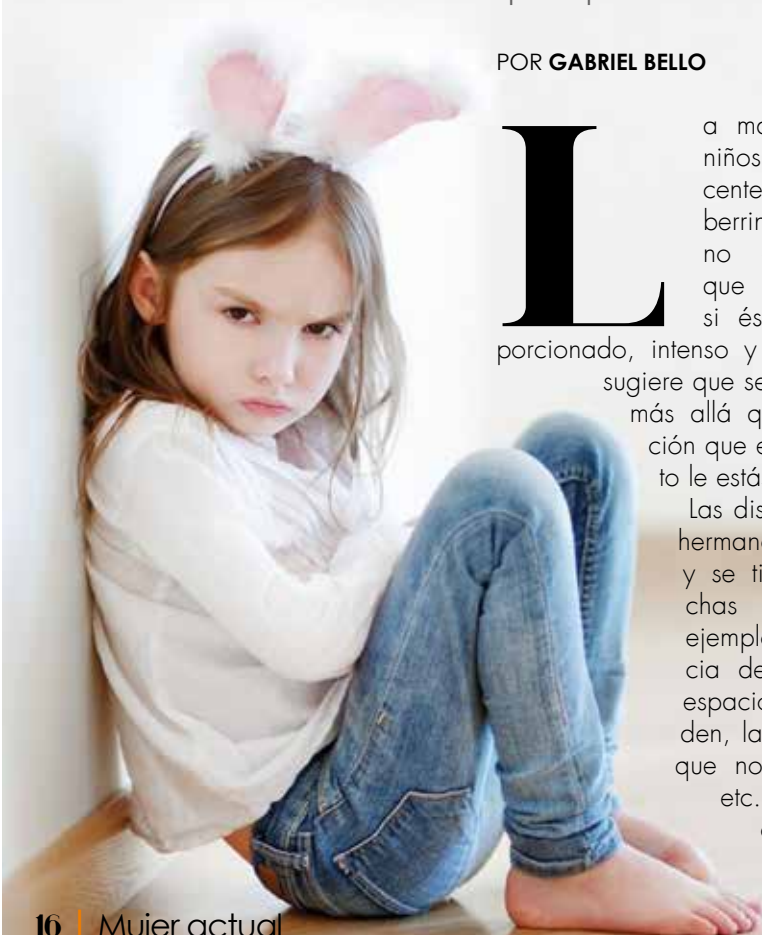 POR GABRIEL BELLO
La
niños
cente
berrin
no
que
si és
porcionado, intenso y
sugiere que se
más allá q
ción que e
to le está
Las dis
herman
y se ti
chas
ejempl
cia de
espacio
den, la
que no
etc.
16 | Mujer actual